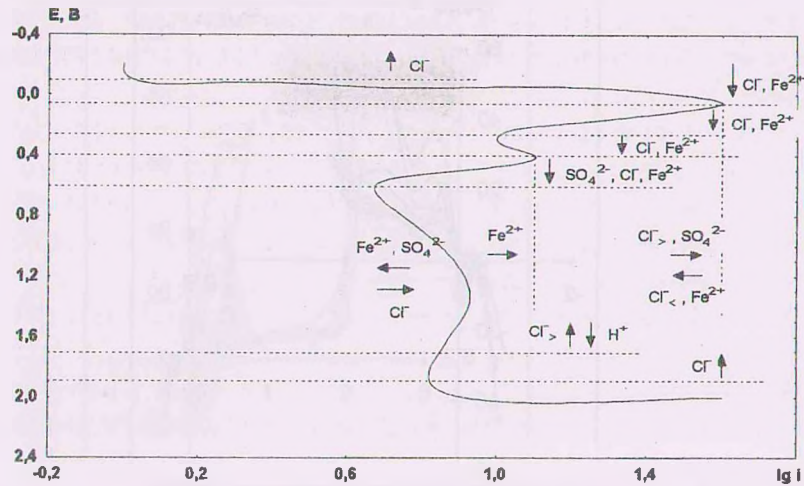 E, B
-0,4
Cl⁻
Cl⁻, Fe²⁺
0,0
Cl⁻, Fe²⁺
Cl⁻, Fe²⁺
0,4
SO₄²⁻, Cl⁻, Fe²⁺
0,8
Fe²⁺, SO₄²⁻
Fe²⁺
Cl⁻>, SO₄²⁻
1,2
Cl⁻
Cl⁻<, Fe²⁺
1,6
Cl⁻>
H⁺
Cl⁻
2,0
2,4
-0,2 0,2 0,6 1,0 1,4 lg i